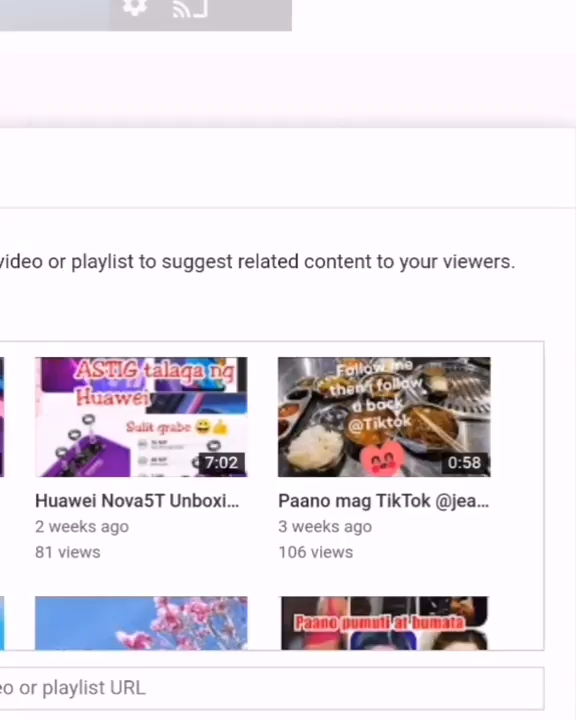 video or playlist to suggest related content to your viewers.
ASTIG talaga ng
Huawei
Sulit grabe 😀👍
7:02
Huawei Nova5T Unboxi...
2 weeks ago
81 views
Follow me
then i follow
a back
@Tiktok
0:58
Paano mag TikTok @jea...
3 weeks ago
106 views
Paano pumuti at bumata
eo or playlist URL